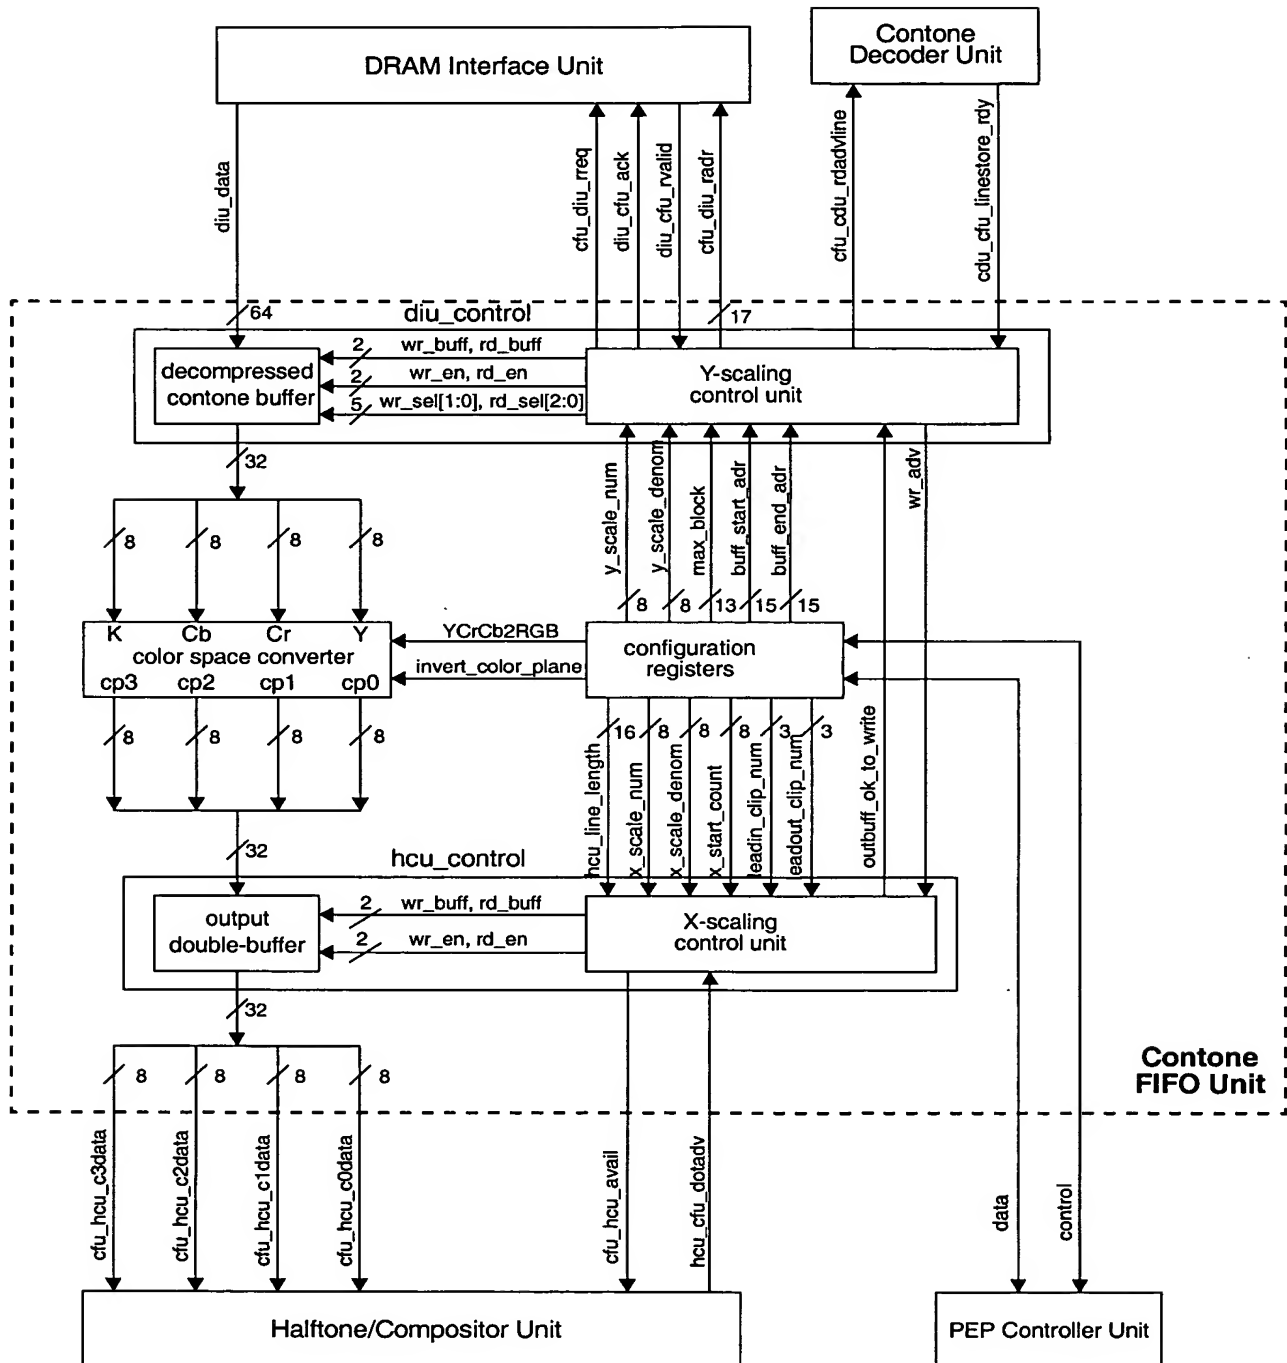 Contone
Decoder Unit
DRAM Interface Unit
diu_data
cfu_diu_rreq
diu_cfu_ack
diu_cfu_rvalid
cfu_diu_radr
cfu_cdu_rdadvline
cdu_cfu_linestore_rdy
64
diu_control
17
decompressed
contone buffer
2
wr_buff, rd_buff
2
wr_en, rd_en
5
wr_sel[1:0], rd_sel[2:0]
Y-scaling
control unit
32
8
8
8
8
y_scale_num
y_scale_denom
max_block
buff_start_adr
buff_end_adr
wr_adv
8
8
13
15
15
K
Cb
Cr
Y
color space converter
cp3
cp2
cp1
cp0
YCrCb2RGB
invert_color_plane
configuration
registers
8
8
8
8
16
8
8
8
3
3
hcu_line_length
x_scale_num
x_scale_denom
x_start_count
leadin_clip_num
leadout_clip_num
outbuff_ok_to_write
32
hcu_control
output
double-buffer
2
wr_buff, rd_buff
2
wr_en, rd_en
X-scaling
control unit
32
8
8
8
8
Contone
FIFO Unit
cfu_hcu_c3data
cfu_hcu_c2data
cfu_hcu_c1data
cfu_hcu_c0data
cfu_hcu_avail
hcu_cfu_dotadv
data
control
Halftone/Compositor Unit
PEP Controller Unit